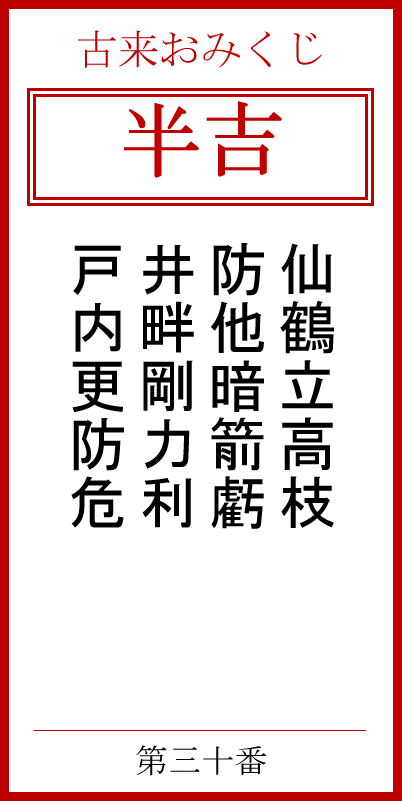 古来おみくじ
半吉
仙鶴立高枝
防他暗箭虧
井畔剛力利
戸内更防危
第三十番